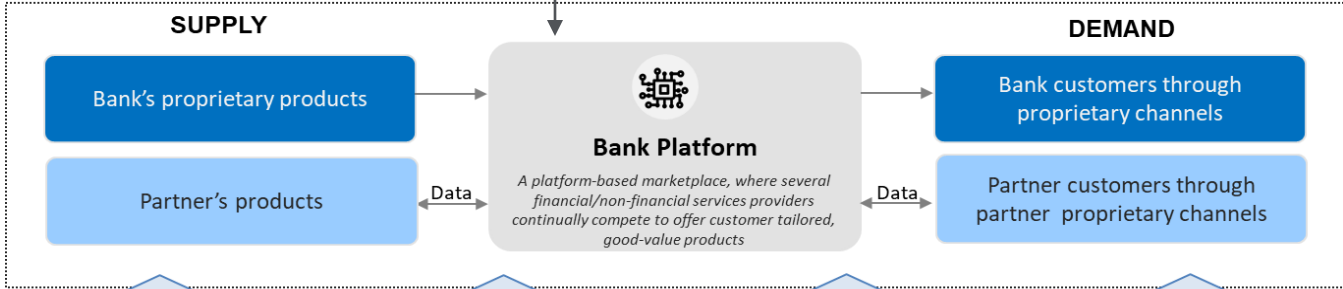 SUPPLY
DEMAND
Bank's proprietary products
Bank customers through
proprietary channels
Bank Platform
A platform-based marketplace, where several
financial/non-financial services providers
continually compete to offer customer tailored,
good-value products
Partner's products
Data
Data
Partner customers through
partner proprietary channels